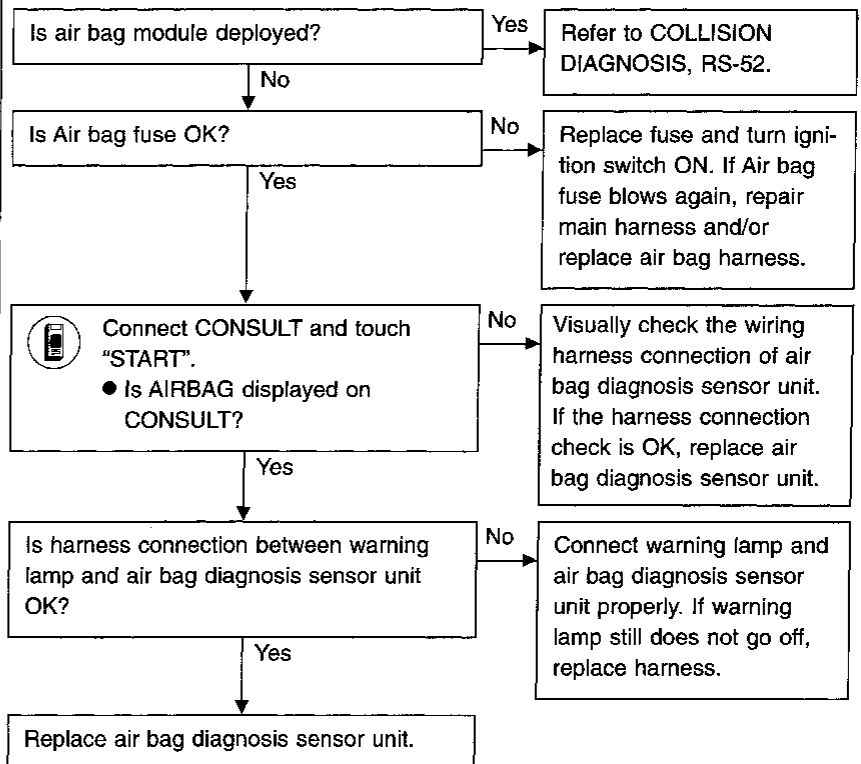 Is air bag module deployed?
Yes
Refer to COLLISION
DIAGNOSIS, RS-52.
No
Is Air bag fuse OK?
No
Replace fuse and turn igni-
tion switch ON. If Air bag
fuse blows again, repair
main harness and/or
replace air bag harness.
Yes
Connect CONSULT and touch
“START”.
● Is AIRBAG displayed on
CONSULT?
No
Visually check the wiring
harness connection of air
bag diagnosis sensor unit.
If the harness connection
check is OK, replace air
bag diagnosis sensor unit.
Yes
Is harness connection between warning
lamp and air bag diagnosis sensor unit
OK?
No
Connect warning lamp and
air bag diagnosis sensor
unit properly. If warning
lamp still does not go off,
replace harness.
Yes
Replace air bag diagnosis sensor unit.